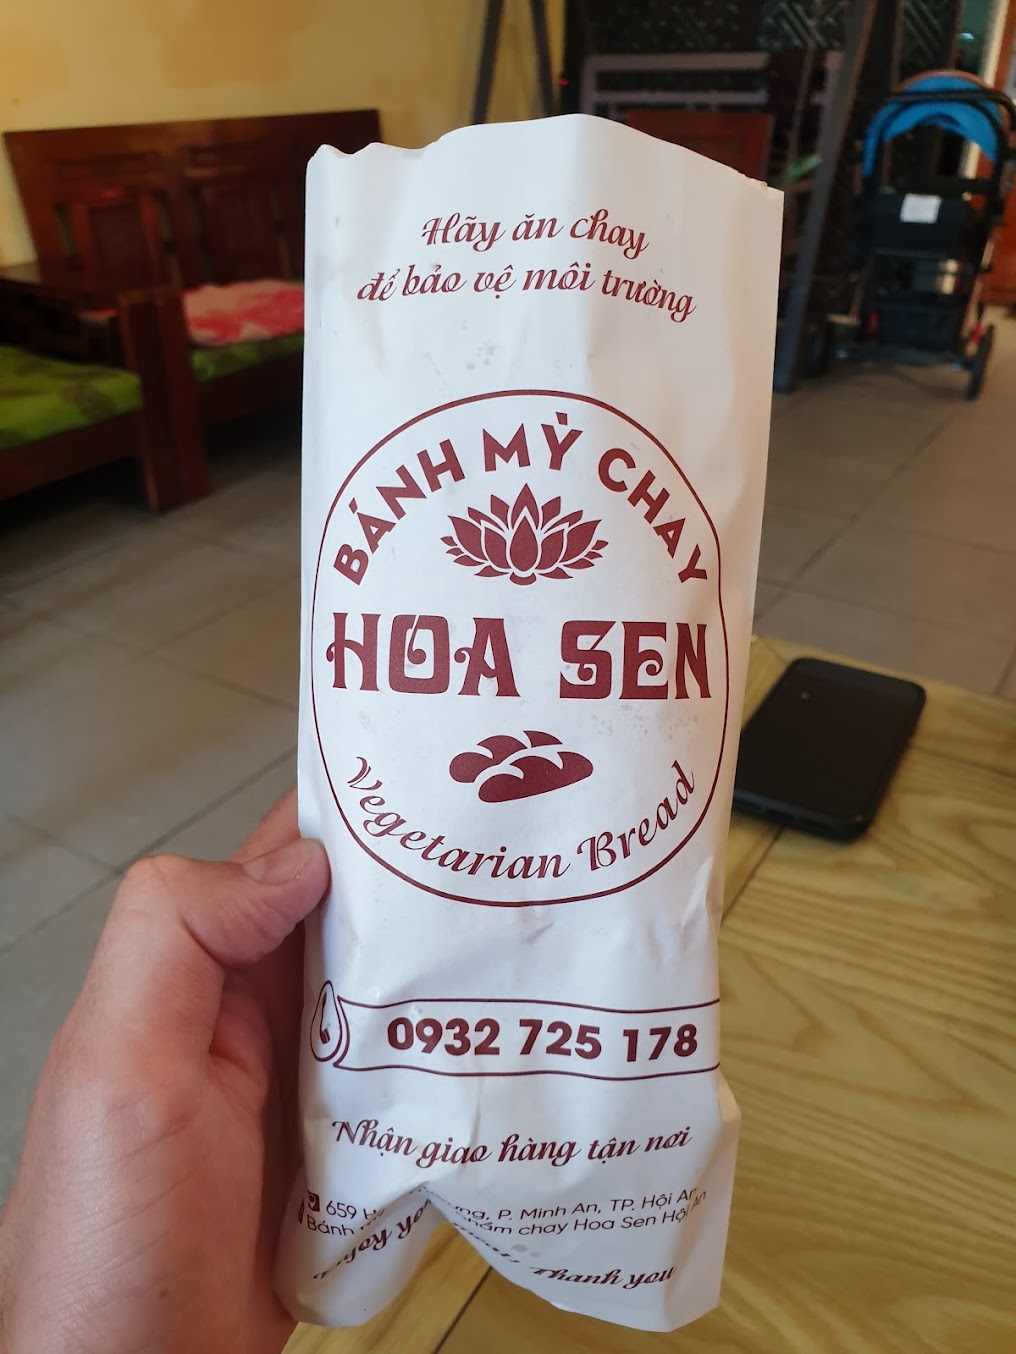 Hãy ăn chay
để bảo vệ môi trường
BÁNH MỲ CHAY
HOA SEN
Vegetarian Bread
0932 725 178
Nhận giao hàng tận nơi
659 P. Minh An, TP. Hội An
Bánh chay Hoa Sen Hội An
Thank you